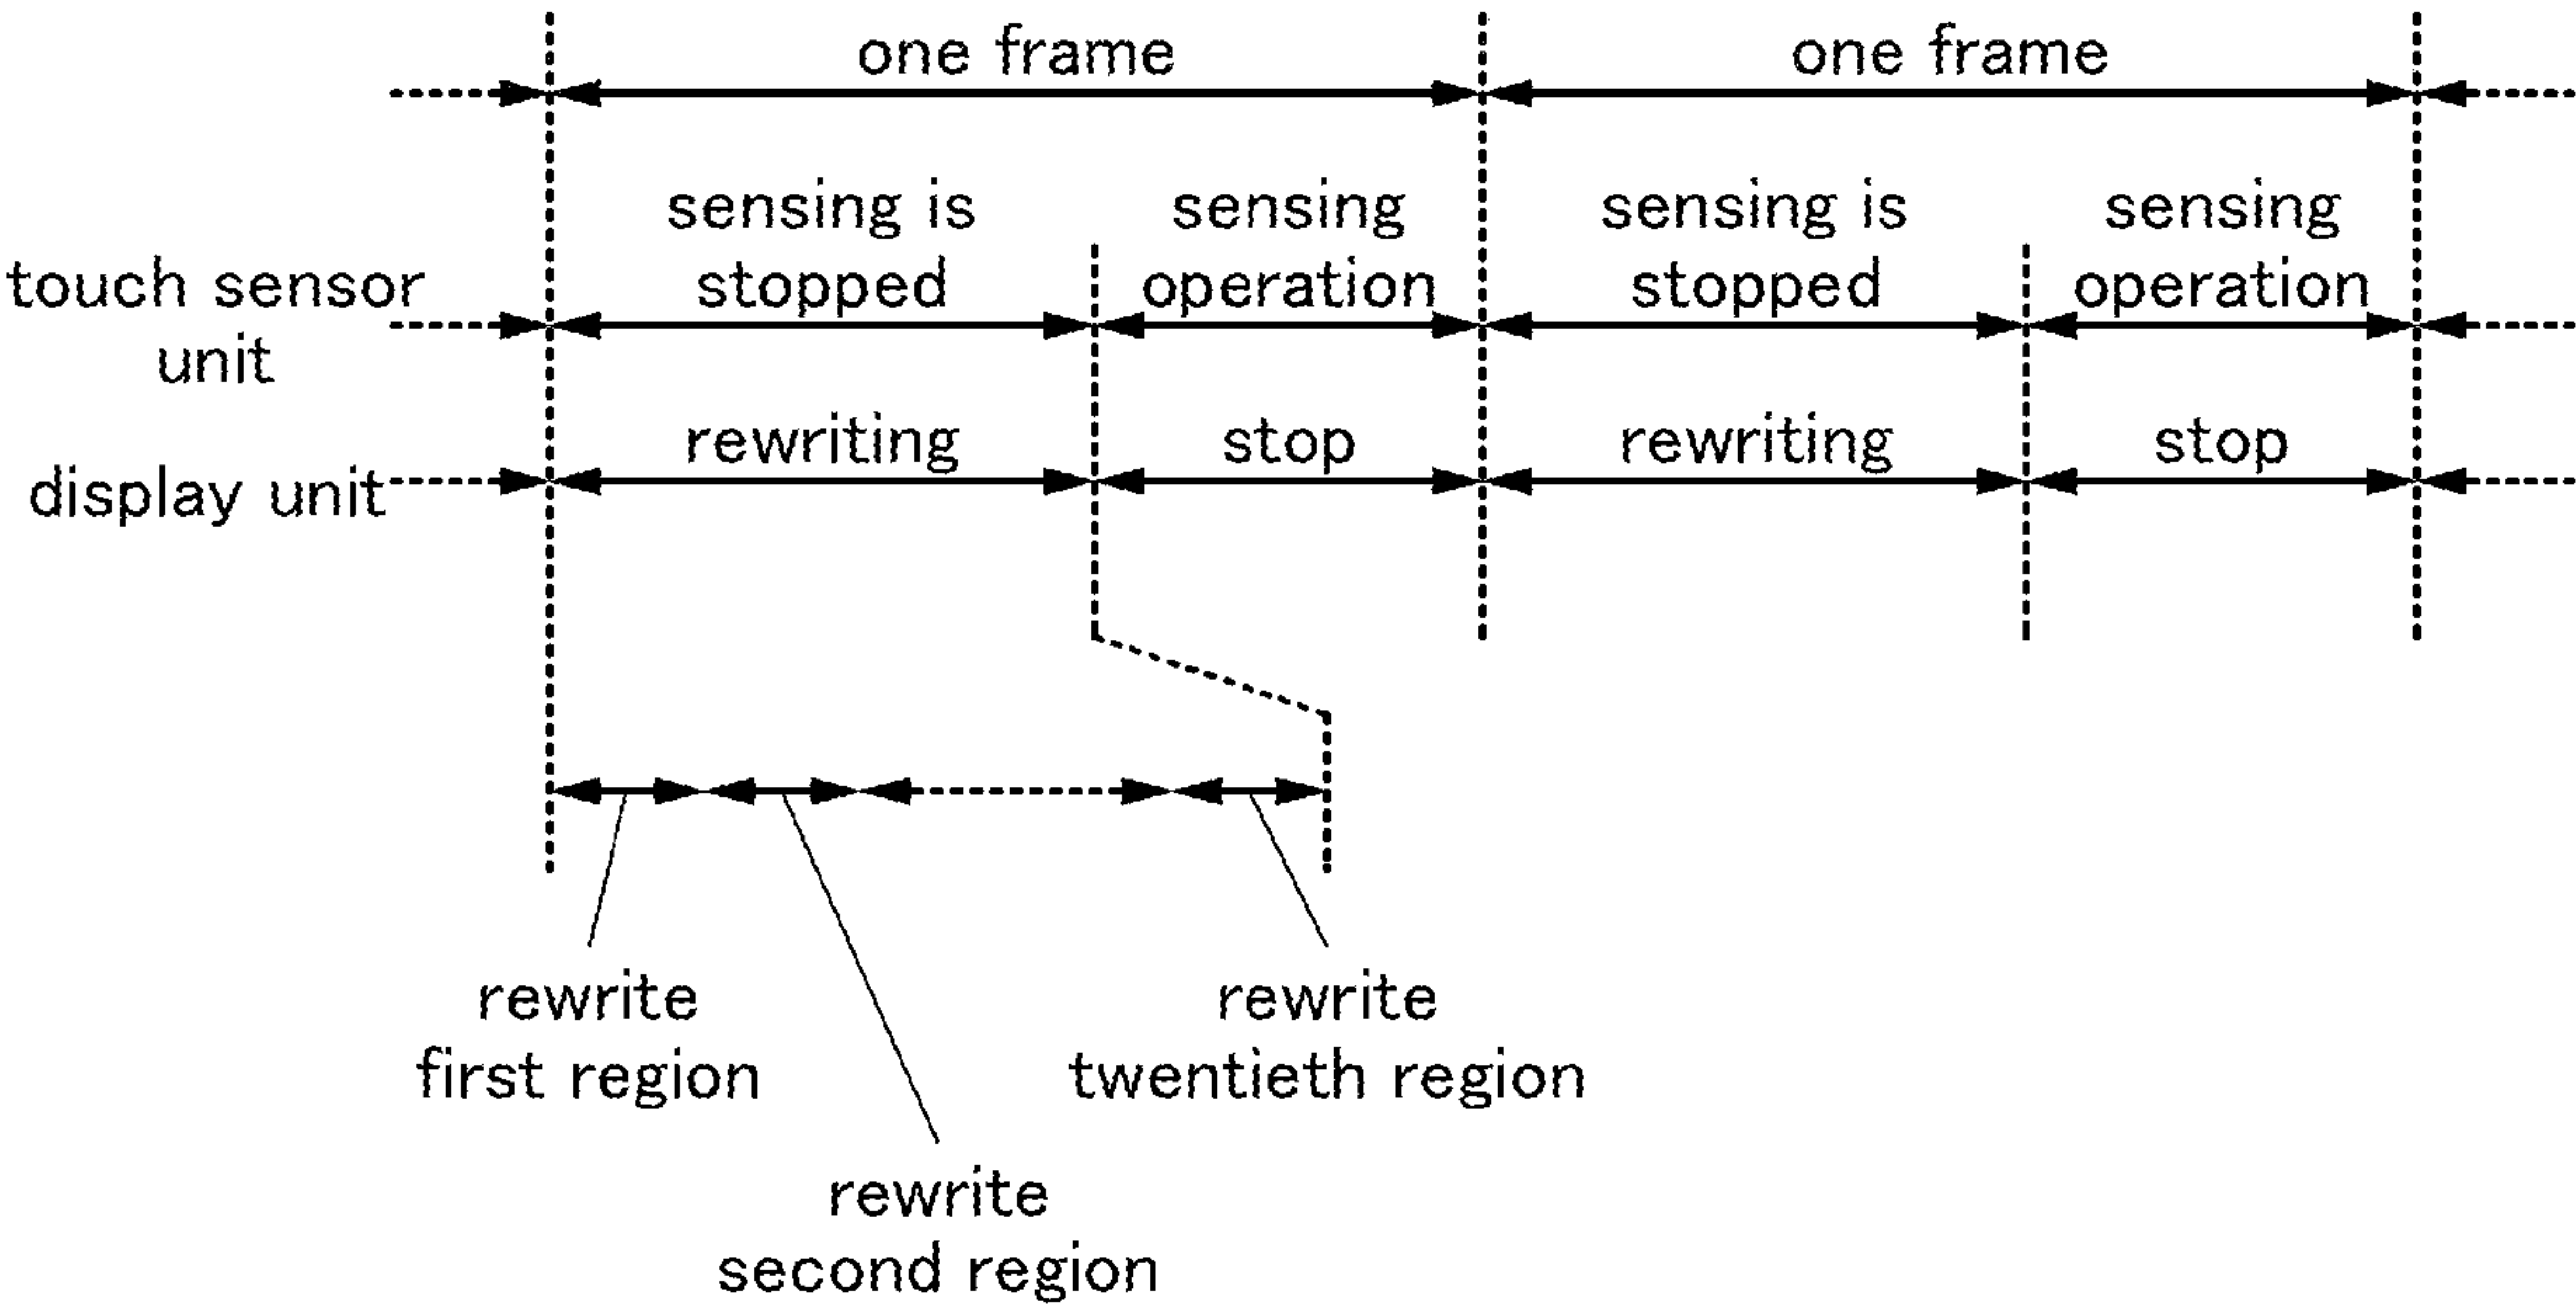 one frame
one frame
sensing is
stopped
sensing
operation
sensing is
stopped
sensing
operation
touch sensor
unit
rewriting
stop
rewriting
stop
display unit
rewrite
first region
rewrite
second region
rewrite
twentieth region